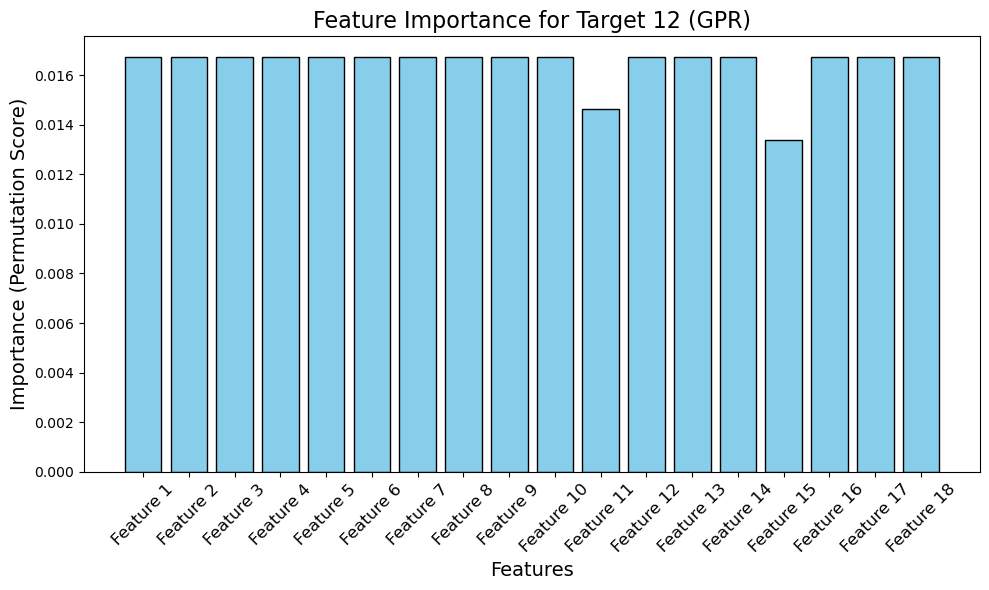 Feature Importance for Target 12 (GPR)
Importance (Permutation Score)
0.016
0.014
0.012
0.010
0.008
0.006
0.004
0.002
0.000
Feature 1
Feature 2
Feature 3
Feature 4
Feature 5
Feature 6
Feature 7
Feature 8
Feature 9
Feature 10
Feature 11
Feature 12
Feature 13
Feature 14
Feature 15
Feature 16
Feature 17
Feature 18
Features